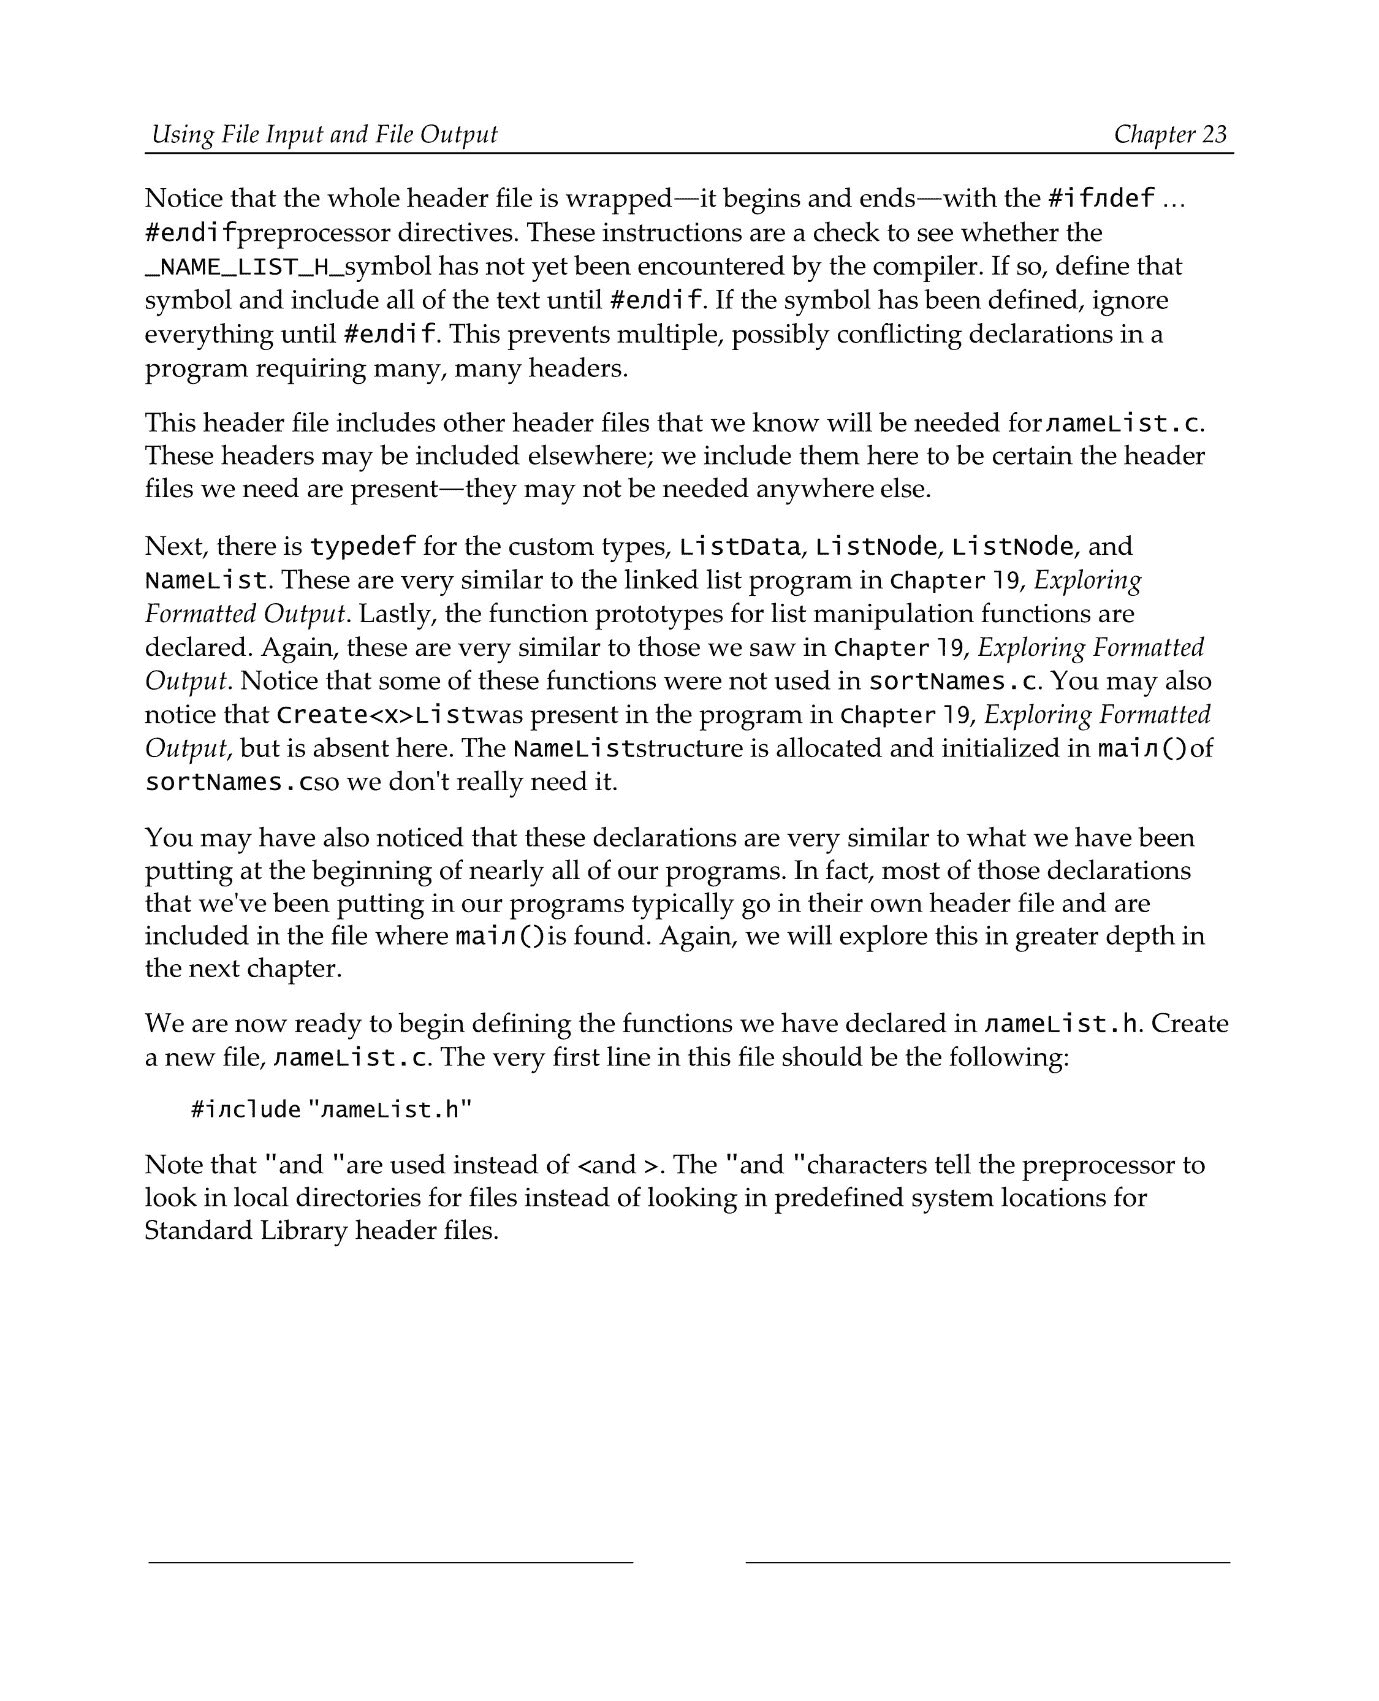 Using File Input and File Output Chapter 23
Notice that the whole header file is wrapped—it begins and ends—with the #ifлdef …
#eлdifpreprocessor directives. These instructions are a check to see whether the
_NAME_LIST_H_symbol has not yet been encountered by the compiler. If so, define that
symbol and include all of the text until #eлdif. If the symbol has been defined, ignore
everything until #eлdif. This prevents multiple, possibly conflicting declarations in a
program requiring many, many headers.
This header file includes other header files that we know will be needed forлameList.c.
These headers may be included elsewhere; we include them here to be certain the header
files we need are present—they may not be needed anywhere else.
Next, there is typedef for the custom types, ListData, ListNode, ListNode, and
NameList. These are very similar to the linked list program in Chapter 19, Exploring
Formatted Output. Lastly, the function prototypes for list manipulation functions are
declared. Again, these are very similar to those we saw in Chapter 19, Exploring Formatted
Output. Notice that some of these functions were not used in sortNames.c. You may also
notice that Create<X>Listwas present in the program in Chapter 19, Exploring Formatted
Output, but is absent here. The NameListstructure is allocated and initialized in maiл()of
sortNames.cso we don't really need it.
You may have also noticed that these declarations are very similar to what we have been
putting at the beginning of nearly all of our programs. In fact, most of those declarations
that we've been putting in our programs typically go in their own header file and are
included in the file where maiл()is found. Again, we will explore this in greater depth in
the next chapter.
We are now ready to begin defining the functions we have declared in лameList.h. Create
a new file, лameList.c. The very first line in this file should be the following:
#iлclude "лameList.h"
Note that "and "are used instead of <and >. The "and "characters tell the preprocessor to
look in local directories for files instead of looking in predefined system locations for
Standard Library header files.